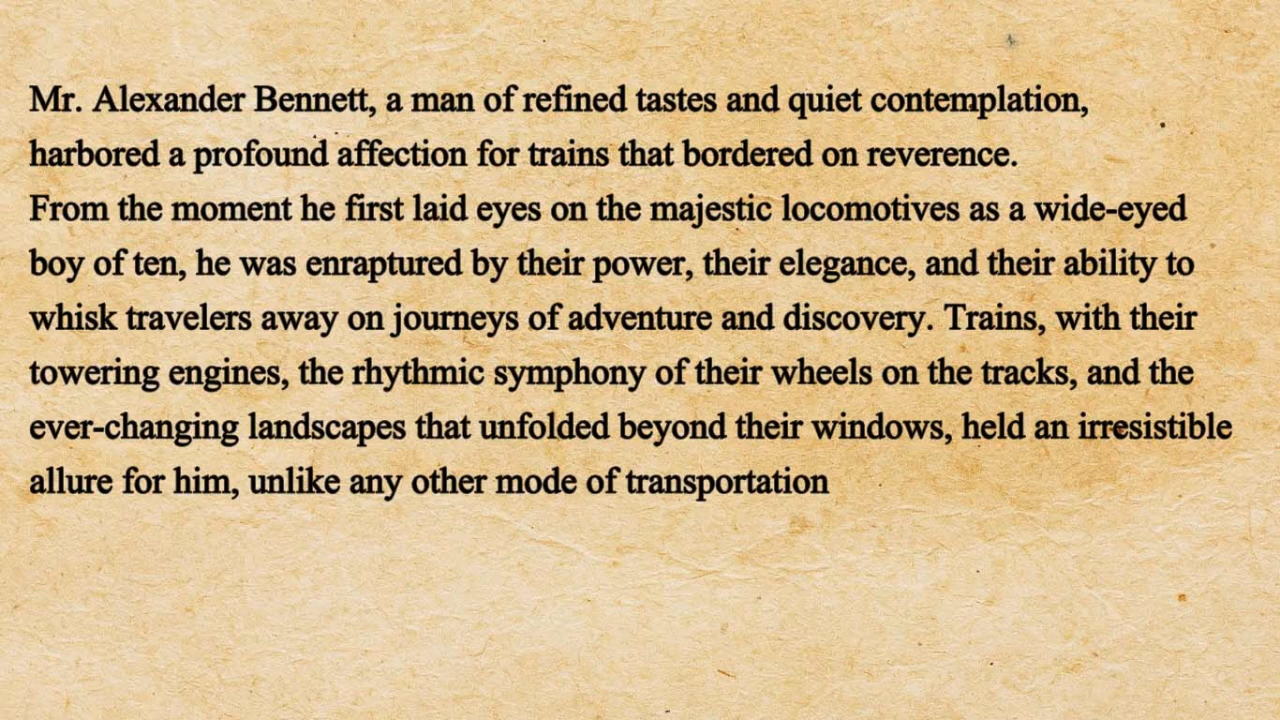 Mr. Alexander Bennett, a man of refined tastes and quiet contemplation,
harbored a profound affection for trains that bordered on reverence.
From the moment he first laid eyes on the majestic locomotives as a wide-eyed
boy of ten, he was enraptured by their power, their elegance, and their ability to
whisk travelers away on journeys of adventure and discovery. Trains, with their
towering engines, the rhythmic symphony of their wheels on the tracks, and the
ever-changing landscapes that unfolded beyond their windows, held an irresistible
allure for him, unlike any other mode of transportation